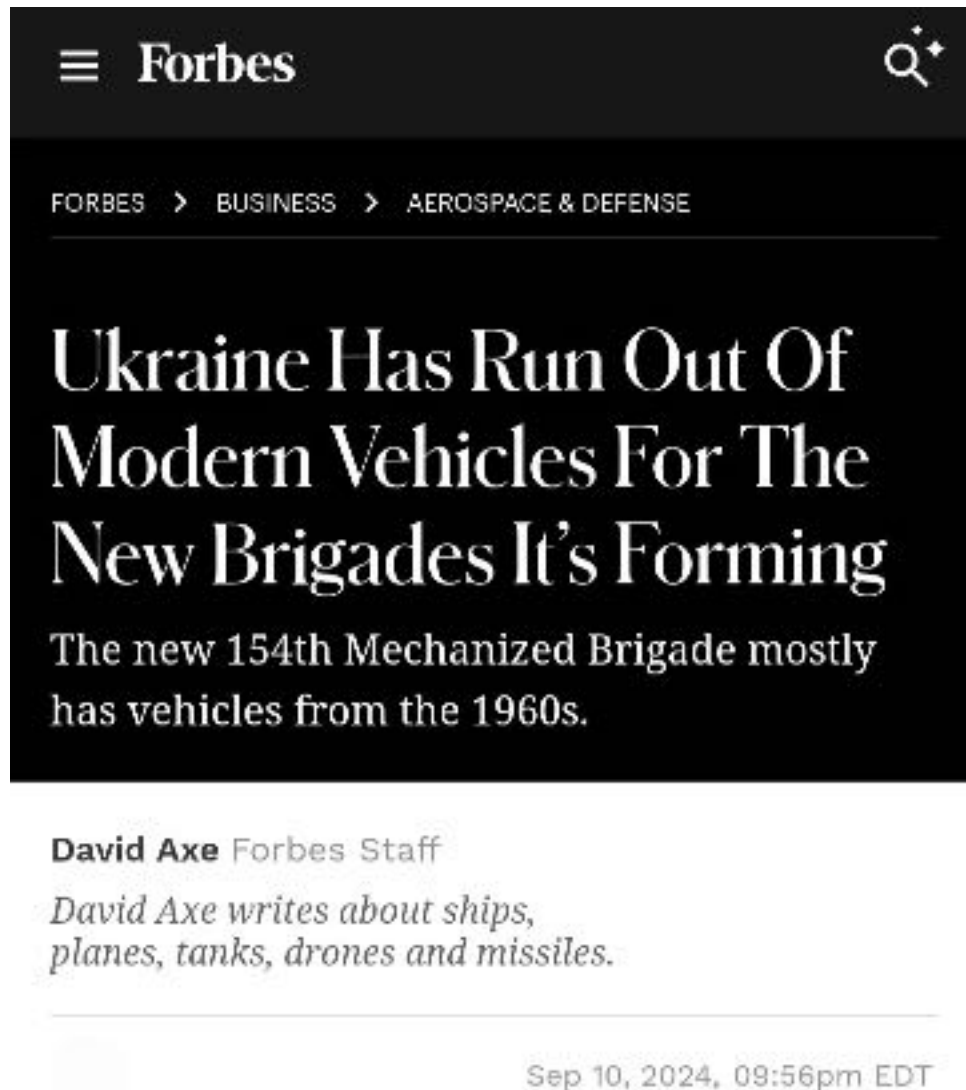 Forbes
FORBES > BUSINESS > AEROSPACE & DEFENSE
Ukraine Has Run Out Of
Modern Vehicles For The
New Brigades It's Forming
The new 154th Mechanized Brigade mostly
has vehicles from the 1960s.
David Axe Forbes Staff
David Axe writes about ships,
planes, tanks, drones and missiles.
Sep 10, 2024, 09:56pm EDT